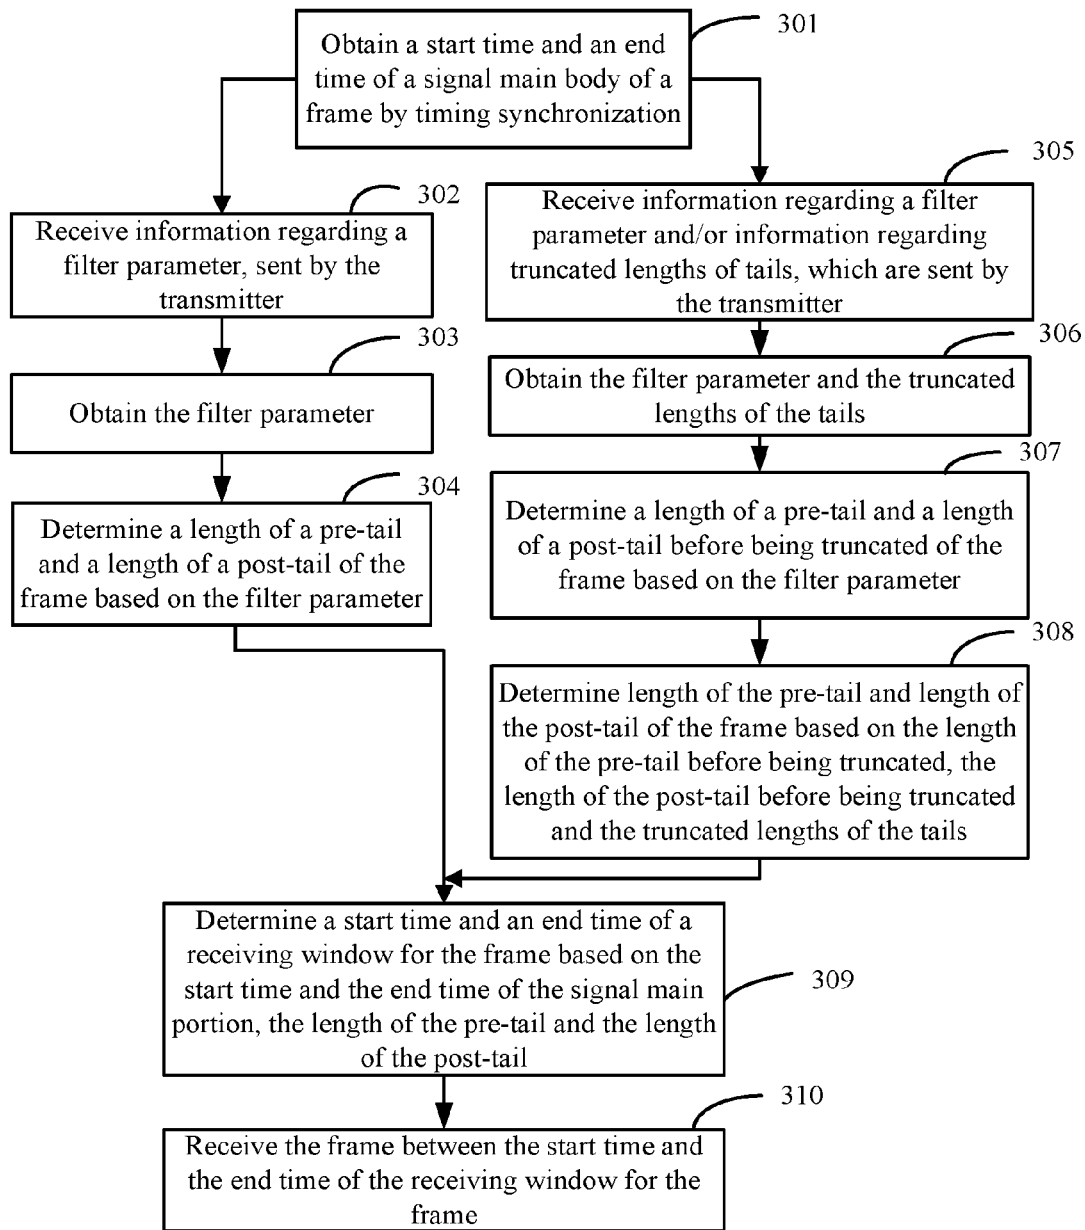 301
Obtain a start time and an end
time of a signal main body of a
frame by timing synchronization
302
Receive information regarding a
filter parameter, sent by the
transmitter
303
Obtain the filter parameter
304
Determine a length of a pre-tail
and a length of a post-tail of the
frame based on the filter parameter
305
Receive information regarding a filter
parameter and/or information regarding
truncated lengths of tails, which are sent by
the transmitter
306
Obtain the filter parameter and the truncated
lengths of the tails
307
Determine a length of a pre-tail and a length
of a post-tail before being truncated of the
frame based on the filter parameter
308
Determine length of the pre-tail and length of
the post-tail of the frame based on the length
of the pre-tail before being truncated, the
length of the post-tail before being truncated
and the truncated lengths of the tails
309
Determine a start time and an end time of a
receiving window for the frame based on the
start time and the end time of the signal main
portion, the length of the pre-tail and the length
of the post-tail
310
Receive the frame between the start time and
the end time of the receiving window for the
frame